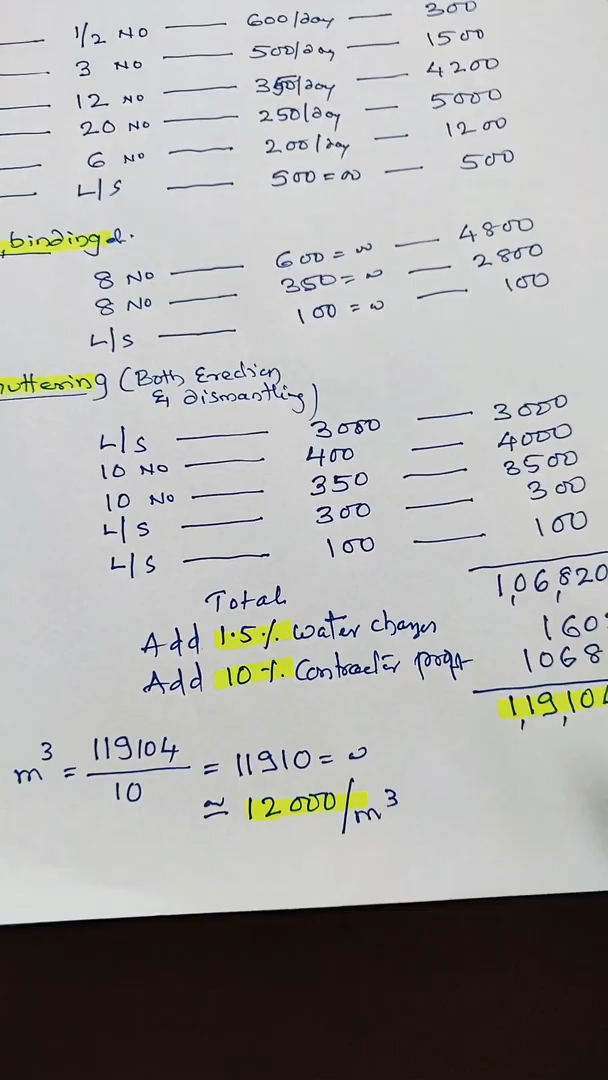 1/2 NO — 600/day — 300
3 NO — 500/day — 1500
12 NO — 350/day — 4200
20 NO — 250/day — 5000
6 NO — 200/day — 1200
L/S — 500=00 — 500
binding
8 NO — 600=00 — 4800
8 NO — 350=00 — 2800
L/S — 100=00 — 100
huttering (Both Erection & dismantling)
L/S — 3000 — 3000
10 NO — 400 — 4000
10 NO — 350 — 3500
L/S — 300 — 300
L/S — 100 — 100
Total 1,06,820
Add 1.5% water charges 160
Add 10% Contractor profit 1068
1,19,104
m³ = 119104/10 = 11910=00
≈ 12000/m³